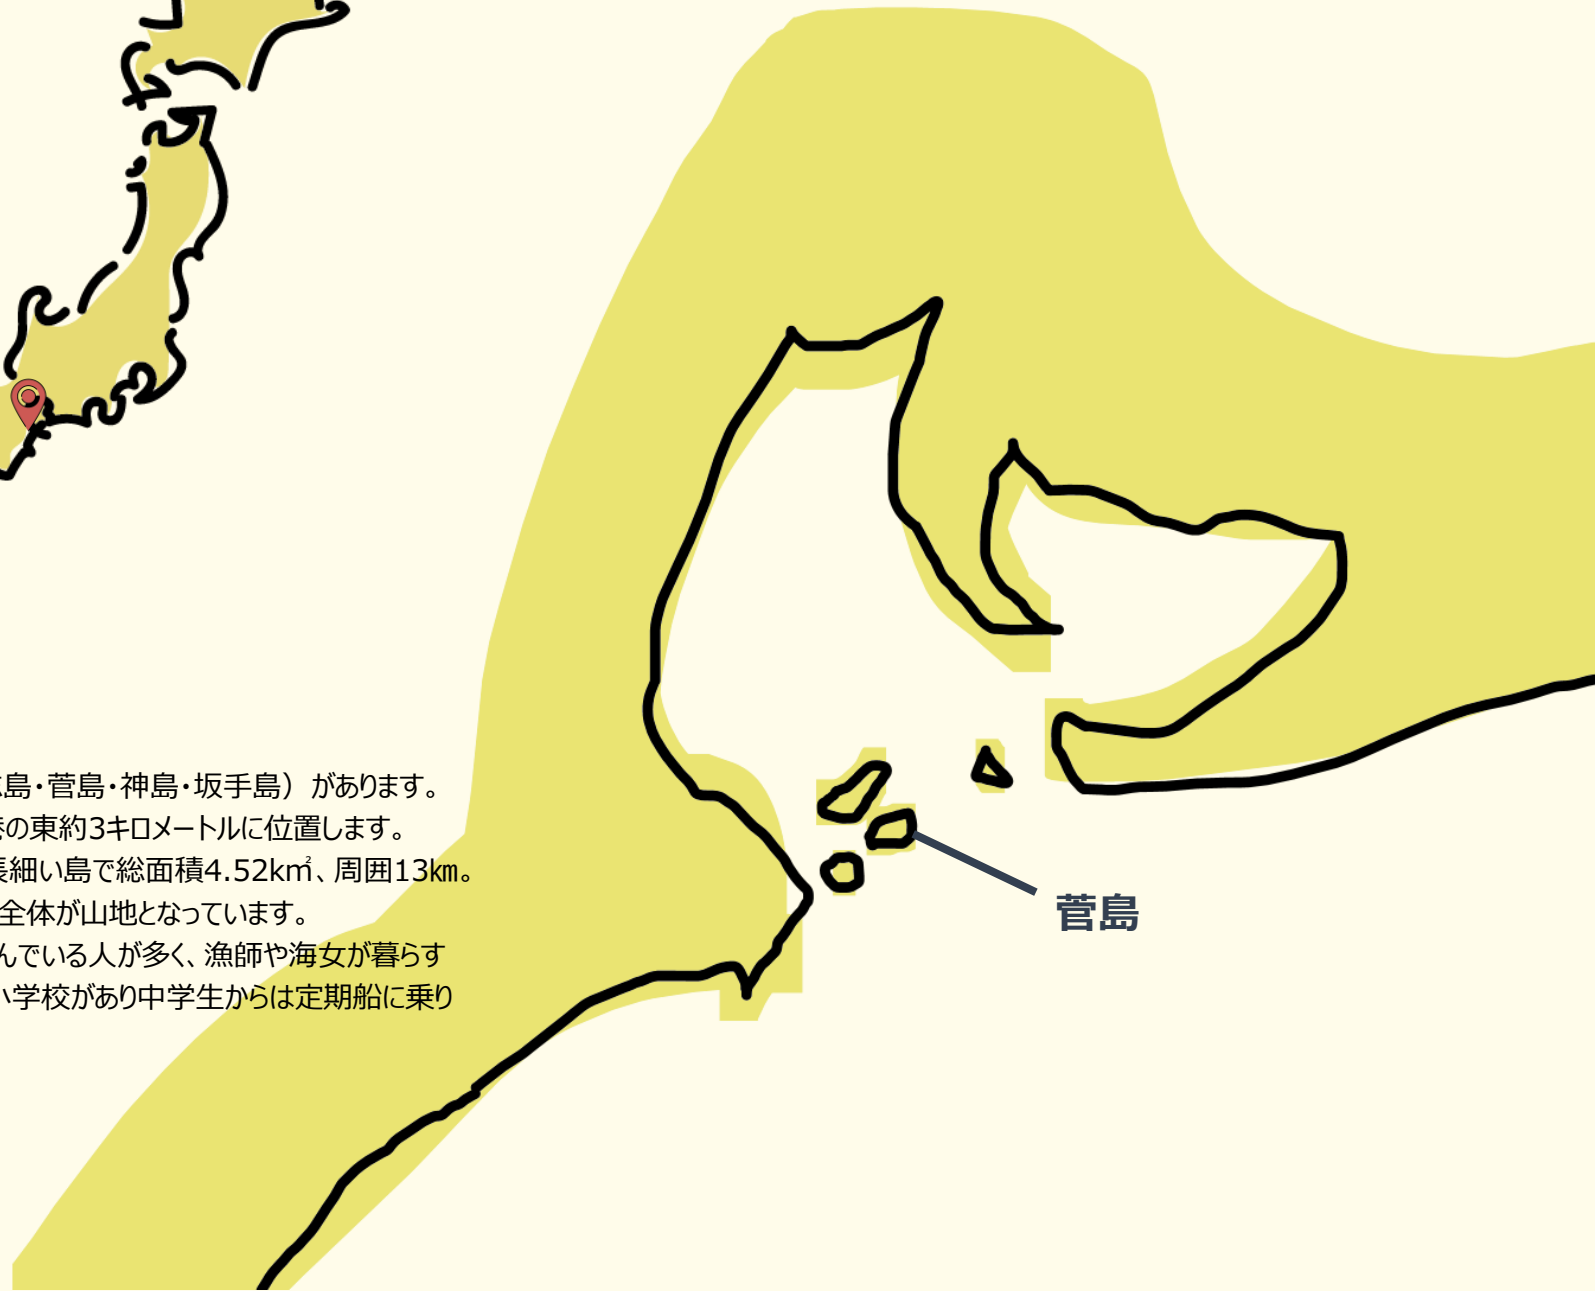 島・菅島・神島・坂手島）があります。
の東約3キロメートルに位置します。
長細い島で総面積4.52k㎡、周囲13㎞。
全体が山地となっています。
んでいる人が多く、漁師や海女が暮らす
小学校があり中学生からは定期船に乗り
菅島